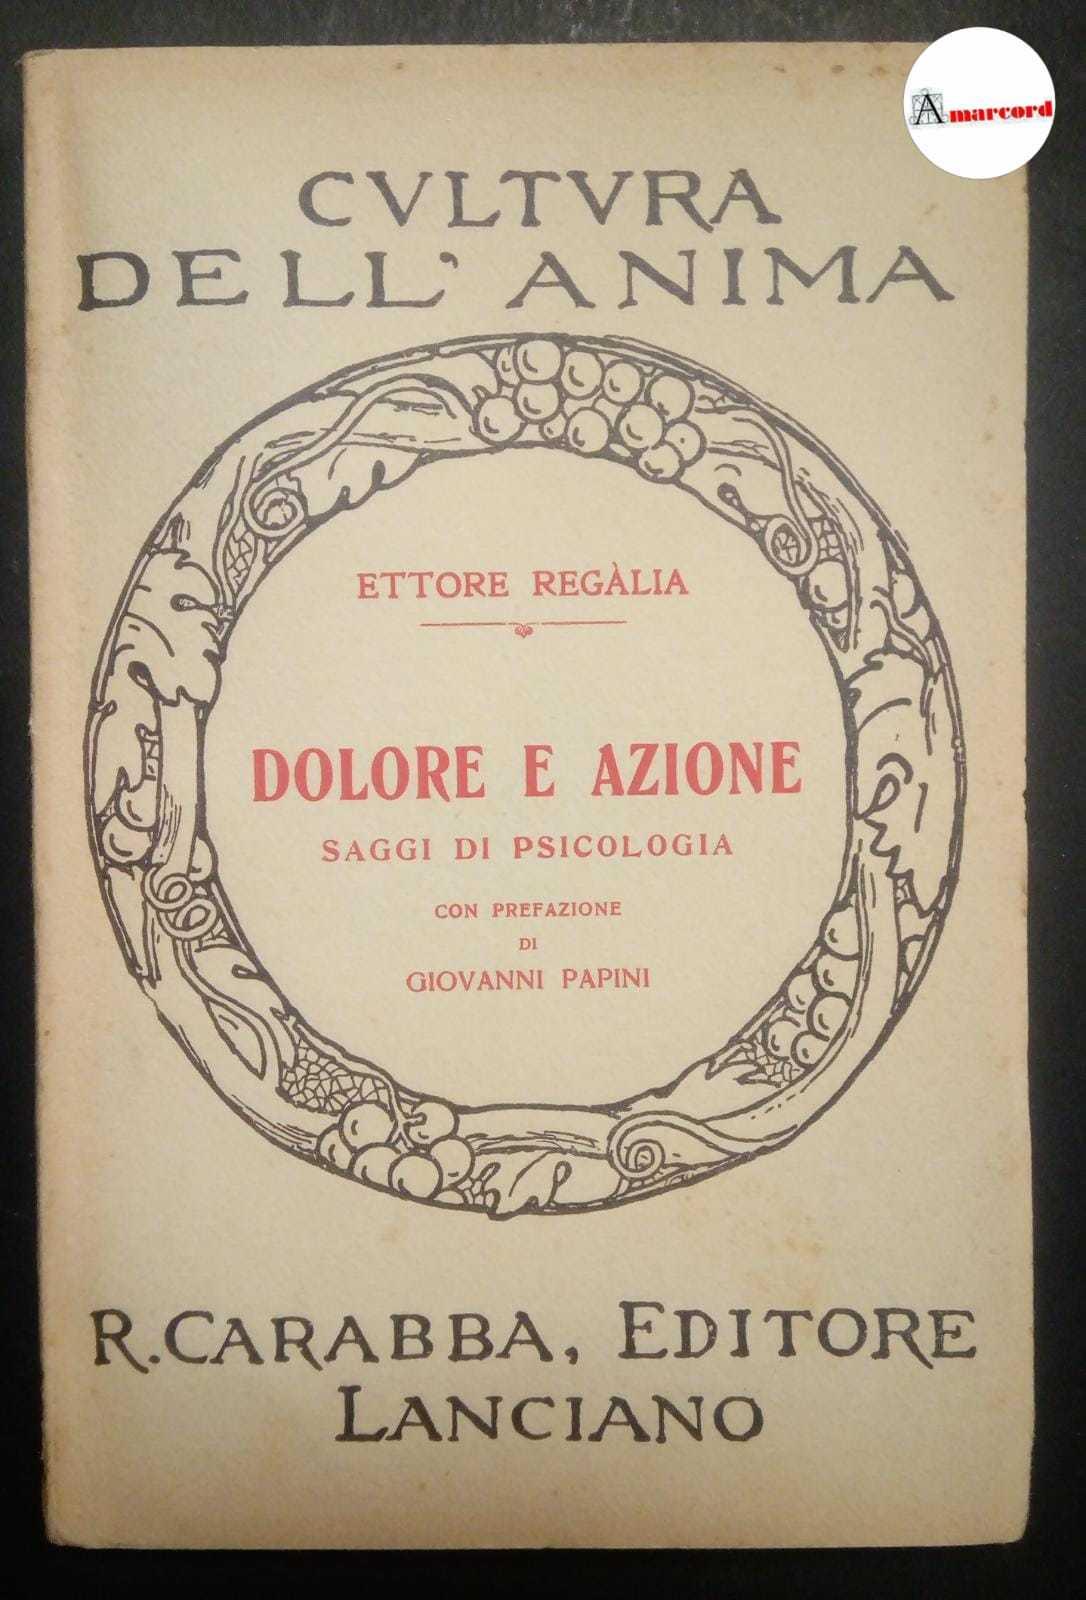 Amarcord
CVLTVRA
DELL'ANIMA
ETTORE REGÀLIA
DOLORE E AZIONE
SAGGI DI PSICOLOGIA
CON PREFAZIONE
DI
GIOVANNI PAPINI
R. CARABBA, EDITORE
LANCIANO